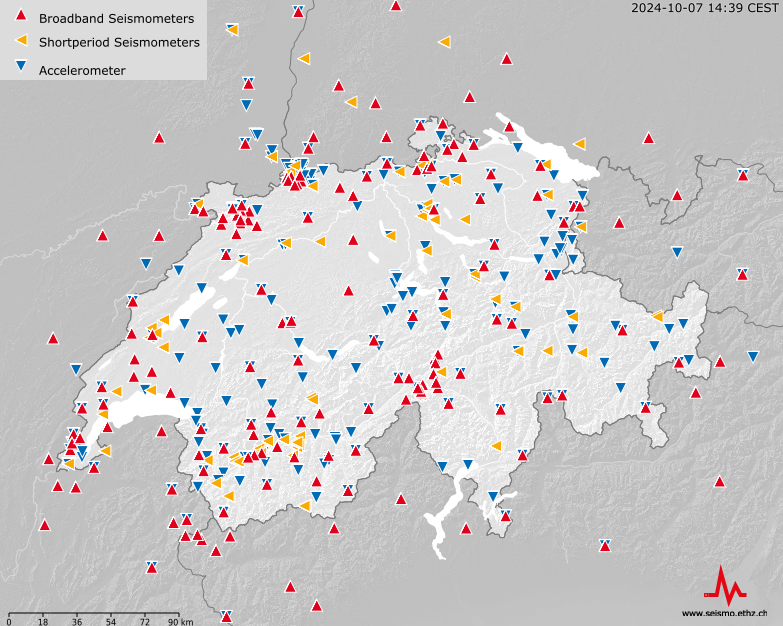 2024-10-07 14:39 CEST
Broadband Seismometers
Shortperiod Seismometers
Accelerometer
0 18 36 54 72 90 km
www.seismo.ethz.ch